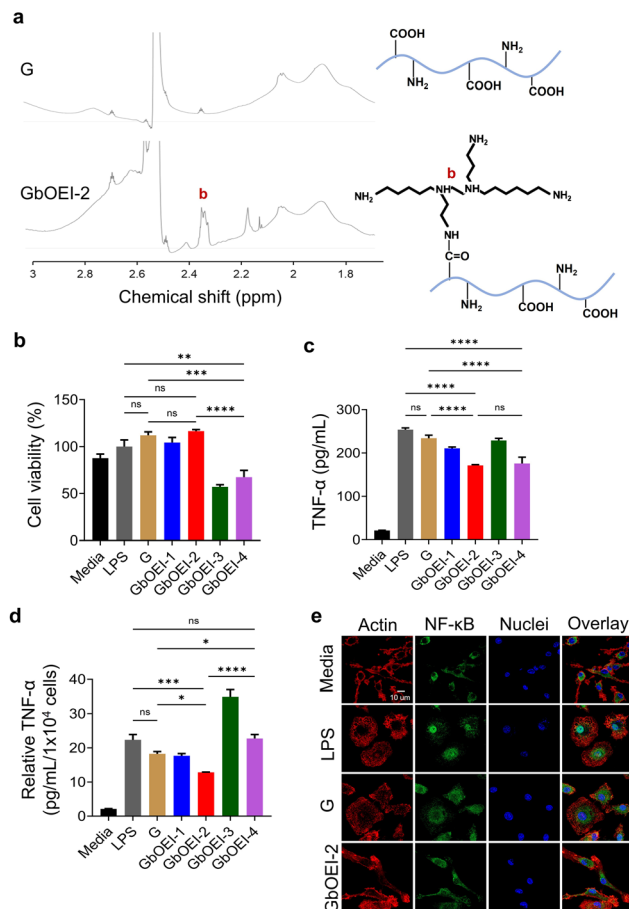 a
G
COOH
NH₂
NH₂
COOH
COOH
GbOEI-2
b
NH₂
b
NH₂
NH
NH
NH₂
NH
C=O
NH₂
NH₂
COOH
COOH
3 2.8 2.6 2.4 2.2 2 1.8
Chemical shift (ppm)
b
**
***
ns
ns
ns
****
Cell viability (%)
150
100
50
0
Media
LPS
G
GbOEI-1
GbOEI-2
GbOEI-3
GbOEI-4
c
****
****
****
ns
****
ns
TNF-α (pg/mL)
300
200
100
0
Media
LPS
G
GbOEI-1
GbOEI-2
GbOEI-3
GbOEI-4
d
ns
*
***
****
*
ns
Relative TNF-α
(pg/mL/1x10⁴ cells)
40
30
20
10
0
Media
LPS
G
GbOEI-1
GbOEI-2
GbOEI-3
GbOEI-4
e
Actin NF-κB Nuclei Overlay
Media
10 um
LPS
G
GbOEI-2